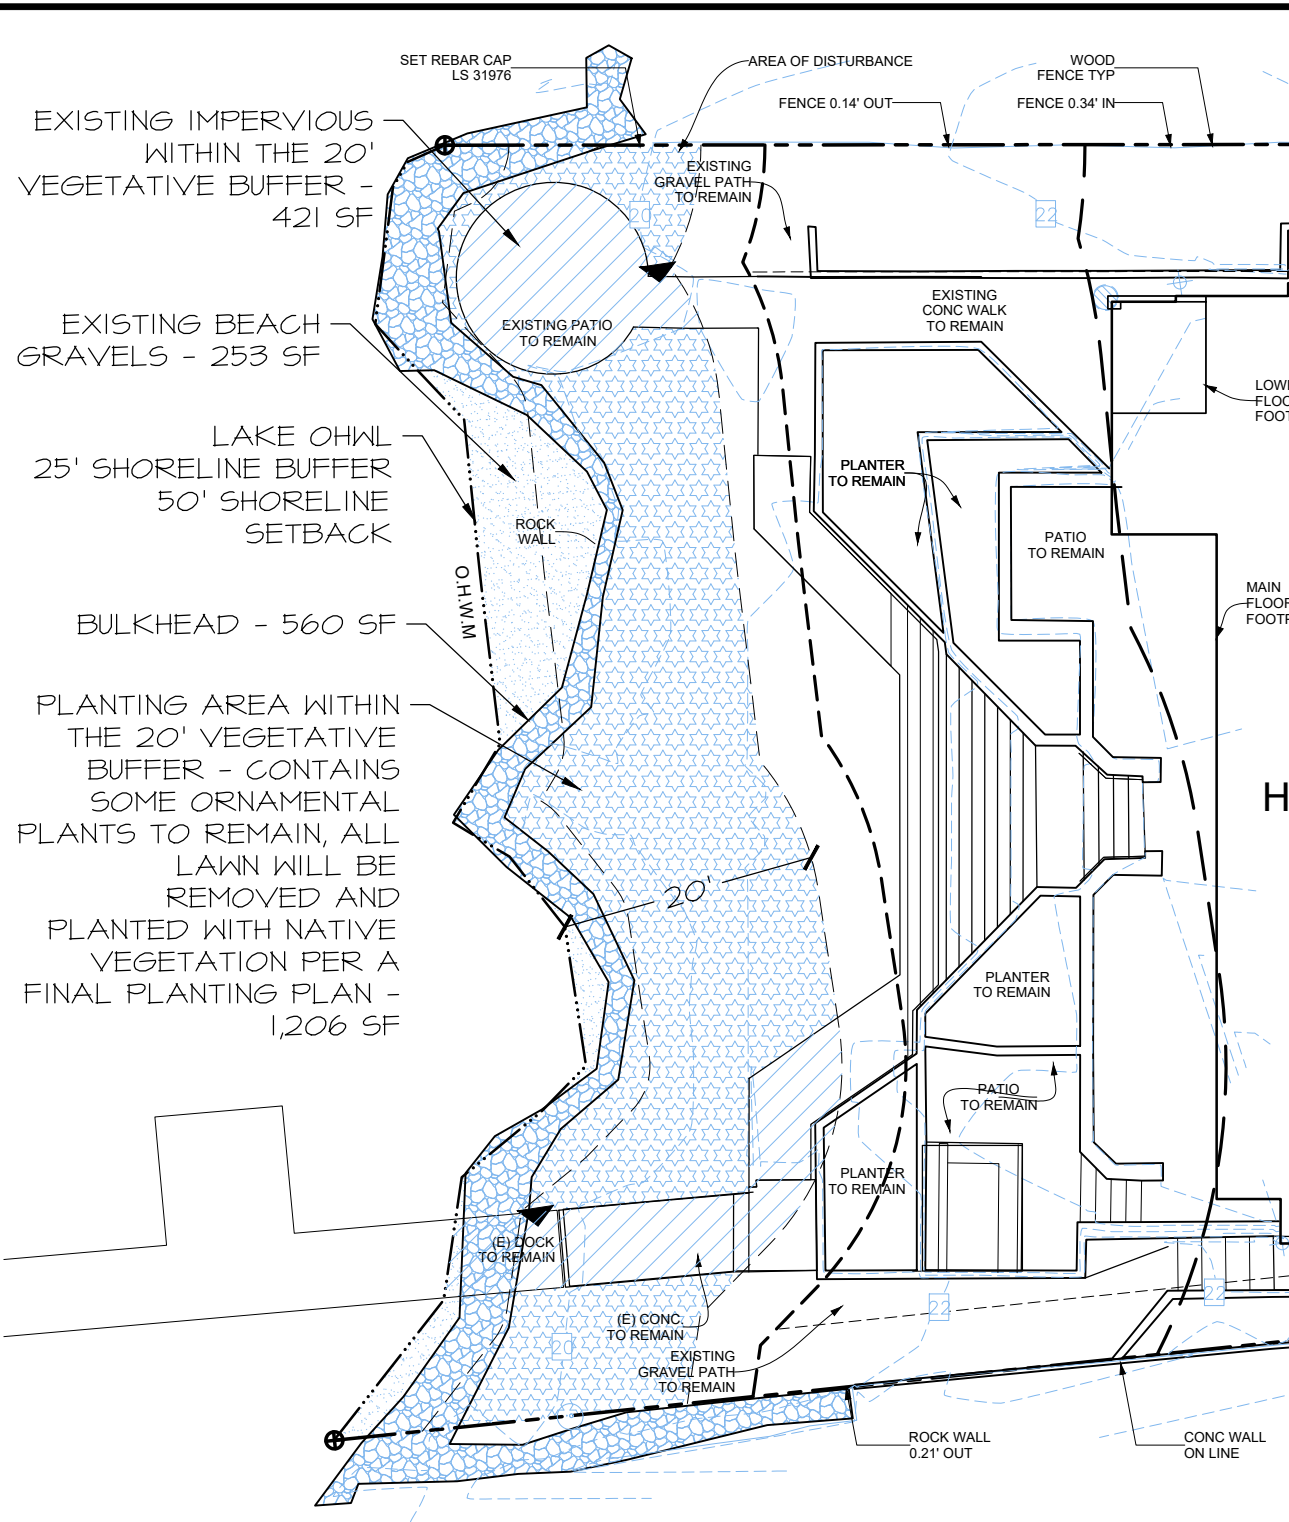 SET REBAR CAP
LS 31976
AREA OF DISTURBANCE
WOOD
FENCE TYP
FENCE 0.14' OUT
FENCE 0.34' IN
EXISTING IMPERVIOUS
WITHIN THE 20'
VEGETATIVE BUFFER -
421 SF
EXISTING
GRAVEL PATH
TO REMAIN
20
22
EXISTING BEACH
GRAVELS - 253 SF
EXISTING PATIO
TO REMAIN
EXISTING
CONC WALK
TO REMAIN
LAKE OHWL
25' SHORELINE BUFFER
50' SHORELINE
SETBACK
PLANTER
TO REMAIN
ROCK
WALL
PATIO
TO REMAIN
O.H.W.M
MAIN
BULKHEAD - 560 SF
PLANTING AREA WITHIN
THE 20' VEGETATIVE
BUFFER - CONTAINS
SOME ORNAMENTAL
PLANTS TO REMAIN, ALL
LAWN WILL BE
REMOVED AND
PLANTED WITH NATIVE
VEGETATION PER A
FINAL PLANTING PLAN -
1,206 SF
H
20'
PLANTER
TO REMAIN
PATIO
TO REMAIN
PLANTER
TO REMAIN
(E) DOCK
TO REMAIN
(E) CONC.
TO REMAIN
22
22
20
EXISTING
GRAVEL PATH
TO REMAIN
ROCK WALL
0.21' OUT
CONC WALL
ON LINE